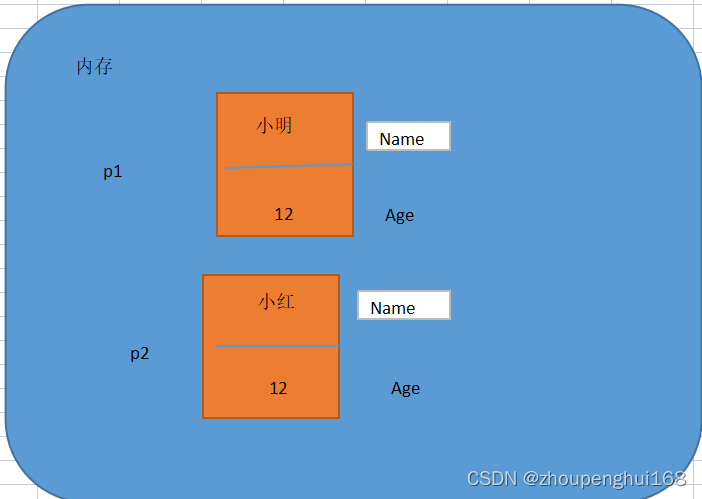 内存
小明
Name
p1
12
Age
小红
Name
p2
12
Age
CSDN @zhoupenghui168